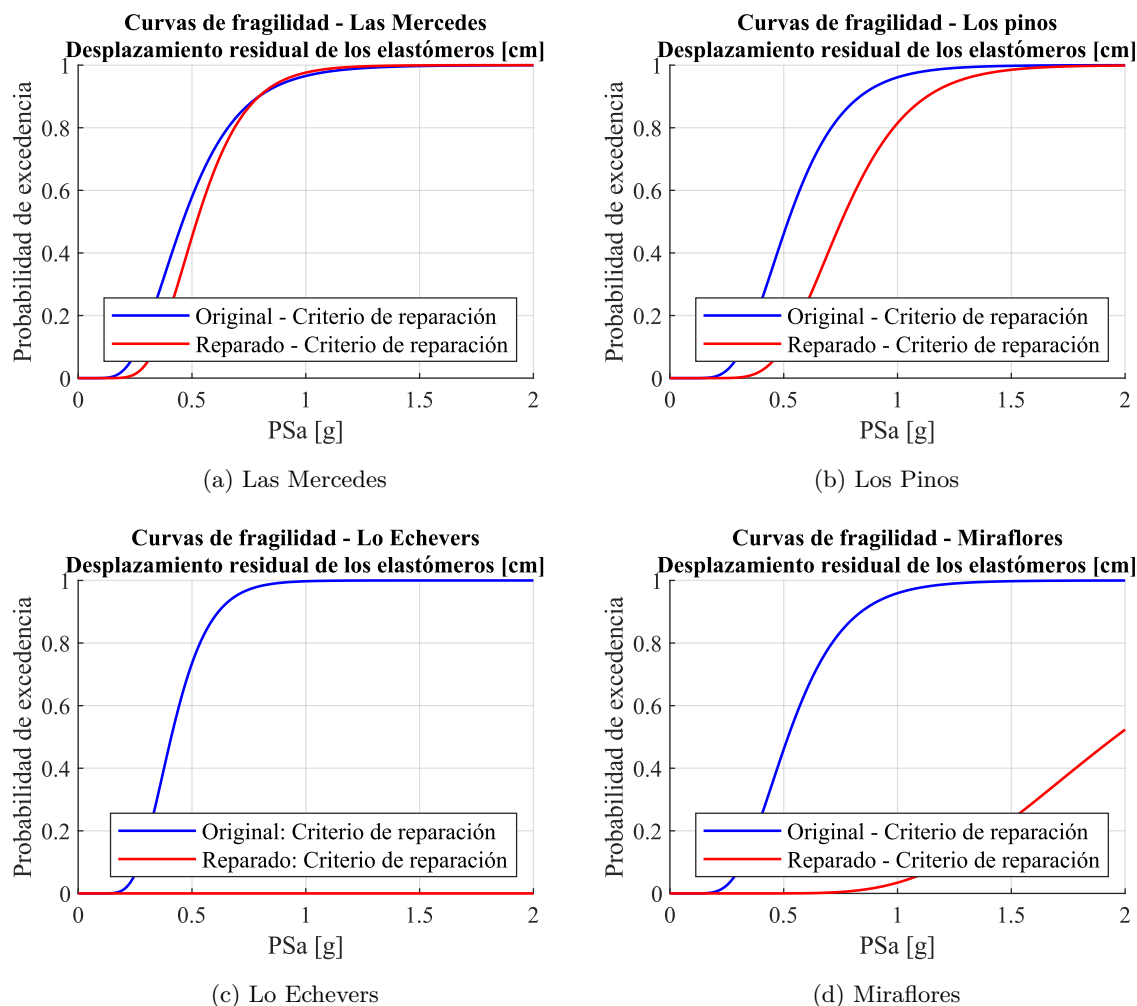 Curvas de fragilidad - Las Mercedes
Desplazamiento residual de los elastómeros [cm]
Probabilidad de excedencia
1
0.8
0.6
0.4
0.2
0
Original - Criterio de reparación
Reparado - Criterio de reparación
0 0.5 1 1.5 2
PSa [g]
(a) Las Mercedes
Curvas de fragilidad - Los pinos
Desplazamiento residual de los elastómeros [cm]
Probabilidad de excedencia
1
0.8
0.6
0.4
0.2
0
Original - Criterio de reparación
Reparado - Criterio de reparación
0 0.5 1 1.5 2
PSa [g]
(b) Los Pinos
Curvas de fragilidad - Lo Echevers
Desplazamiento residual de los elastómeros [cm]
Probabilidad de excedencia
1
0.8
0.6
0.4
0.2
0
Original: Criterio de reparación
Reparado: Criterio de reparación
0 0.5 1 1.5 2
PSa [g]
(c) Lo Echevers
Curvas de fragilidad - Miraflores
Desplazamiento residual de los elastómeros [cm]
Probabilidad de excedencia
1
0.8
0.6
0.4
0.2
0
Original - Criterio de reparación
Reparado - Criterio de reparación
0 0.5 1 1.5 2
PSa [g]
(d) Miraflores